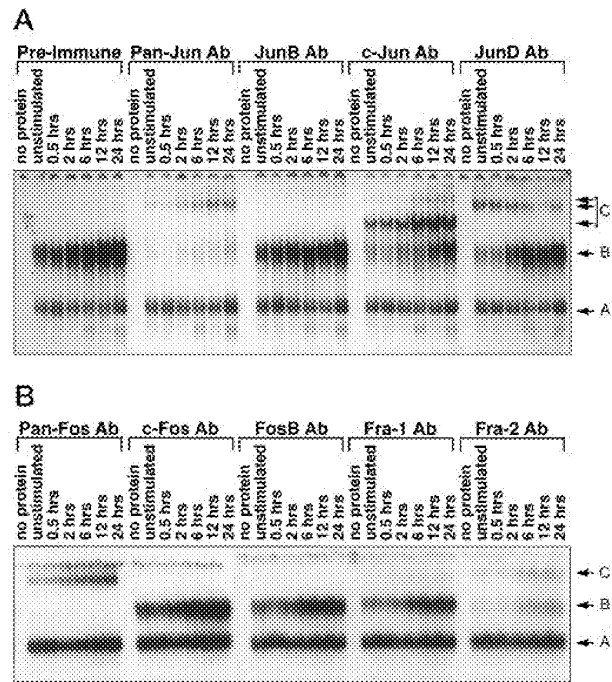 A
Pre-Immune Pan-Jun Ab JunB Ab c-Jun Ab JunD Ab
no protein
unstimulated
0.5 hrs
2 hrs
6 hrs
12 hrs
24 hrs
no protein
unstimulated
0.5 hrs
2 hrs
6 hrs
12 hrs
24 hrs
no protein
unstimulated
0.5 hrs
2 hrs
6 hrs
12 hrs
24 hrs
no protein
unstimulated
0.5 hrs
2 hrs
6 hrs
12 hrs
24 hrs
no protein
unstimulated
0.5 hrs
2 hrs
6 hrs
12 hrs
24 hrs
C
B
A
B
Pan-Fos Ab c-Fos Ab FosB Ab Fra-1 Ab Fra-2 Ab
no protein
unstimulated
0.5 hrs
2 hrs
6 hrs
12 hrs
24 hrs
no protein
unstimulated
0.5 hrs
2 hrs
6 hrs
12 hrs
24 hrs
no protein
unstimulated
0.5 hrs
2 hrs
6 hrs
12 hrs
24 hrs
no protein
unstimulated
0.5 hrs
2 hrs
6 hrs
12 hrs
24 hrs
no protein
unstimulated
0.5 hrs
2 hrs
6 hrs
12 hrs
24 hrs
C
B
A